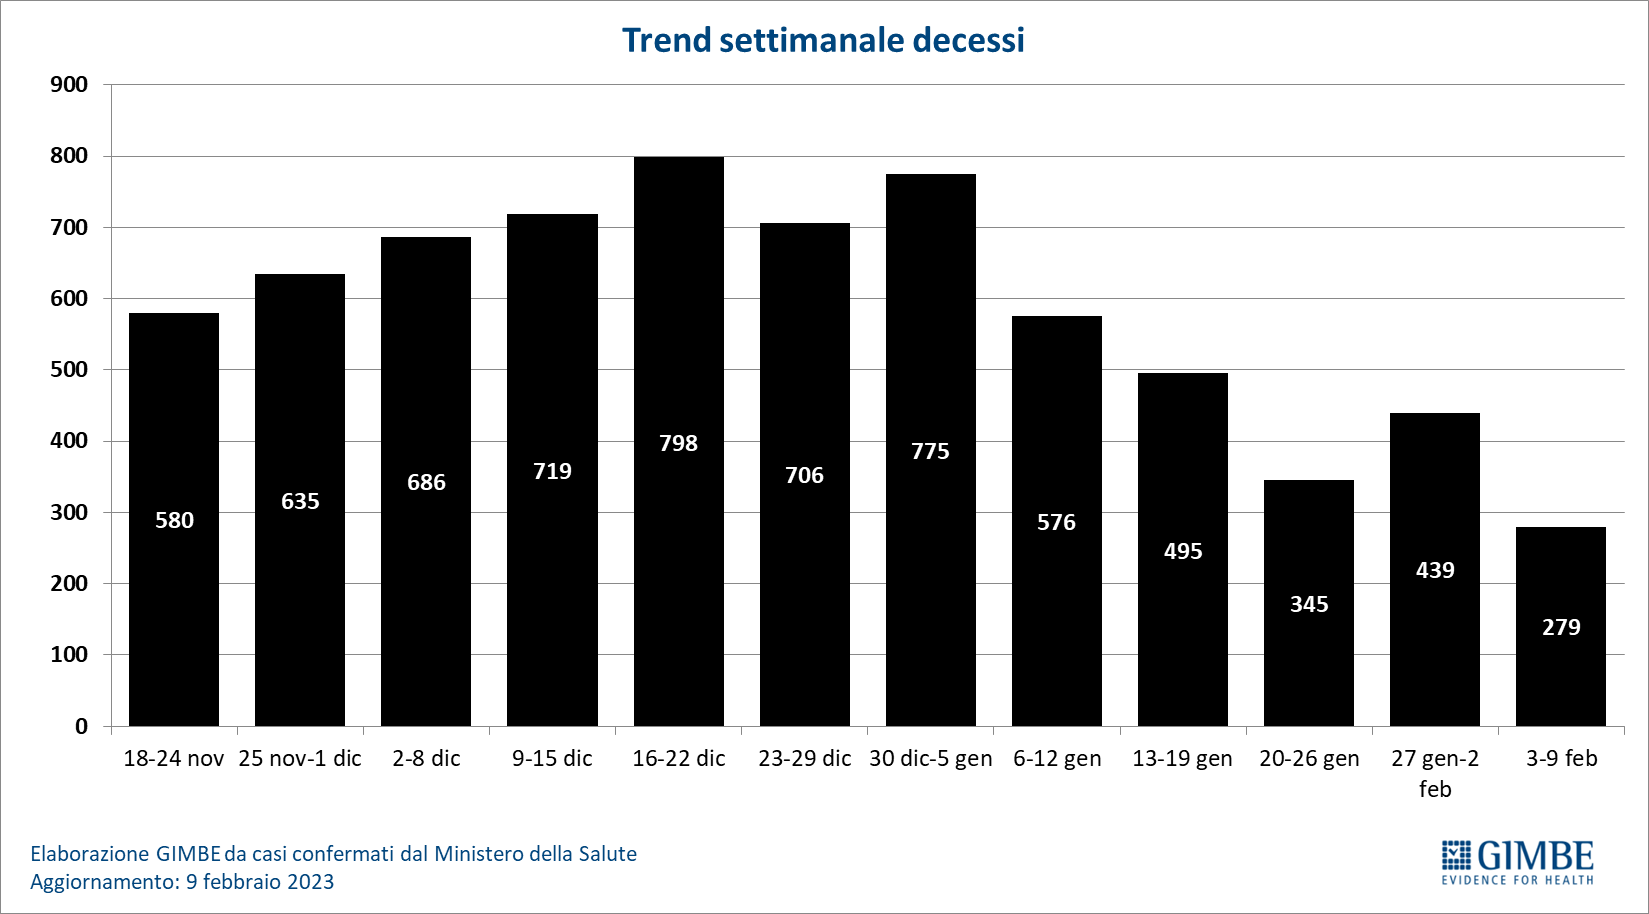 Trend settimanale decessi
900
800
700
600
500
400
300
200
100
0
580
635
686
719
798
706
775
576
495
345
439
279
18-24 nov
25 nov-1 dic
2-8 dic
9-15 dic
16-22 dic
23-29 dic
30 dic-5 gen
6-12 gen
13-19 gen
20-26 gen
27 gen-2
feb
3-9 feb
Elaborazione GIMBE da casi confermati dal Ministero della Salute
Aggiornamento: 9 febbraio 2023
GIMBE
EVIDENCE FOR HEALTH